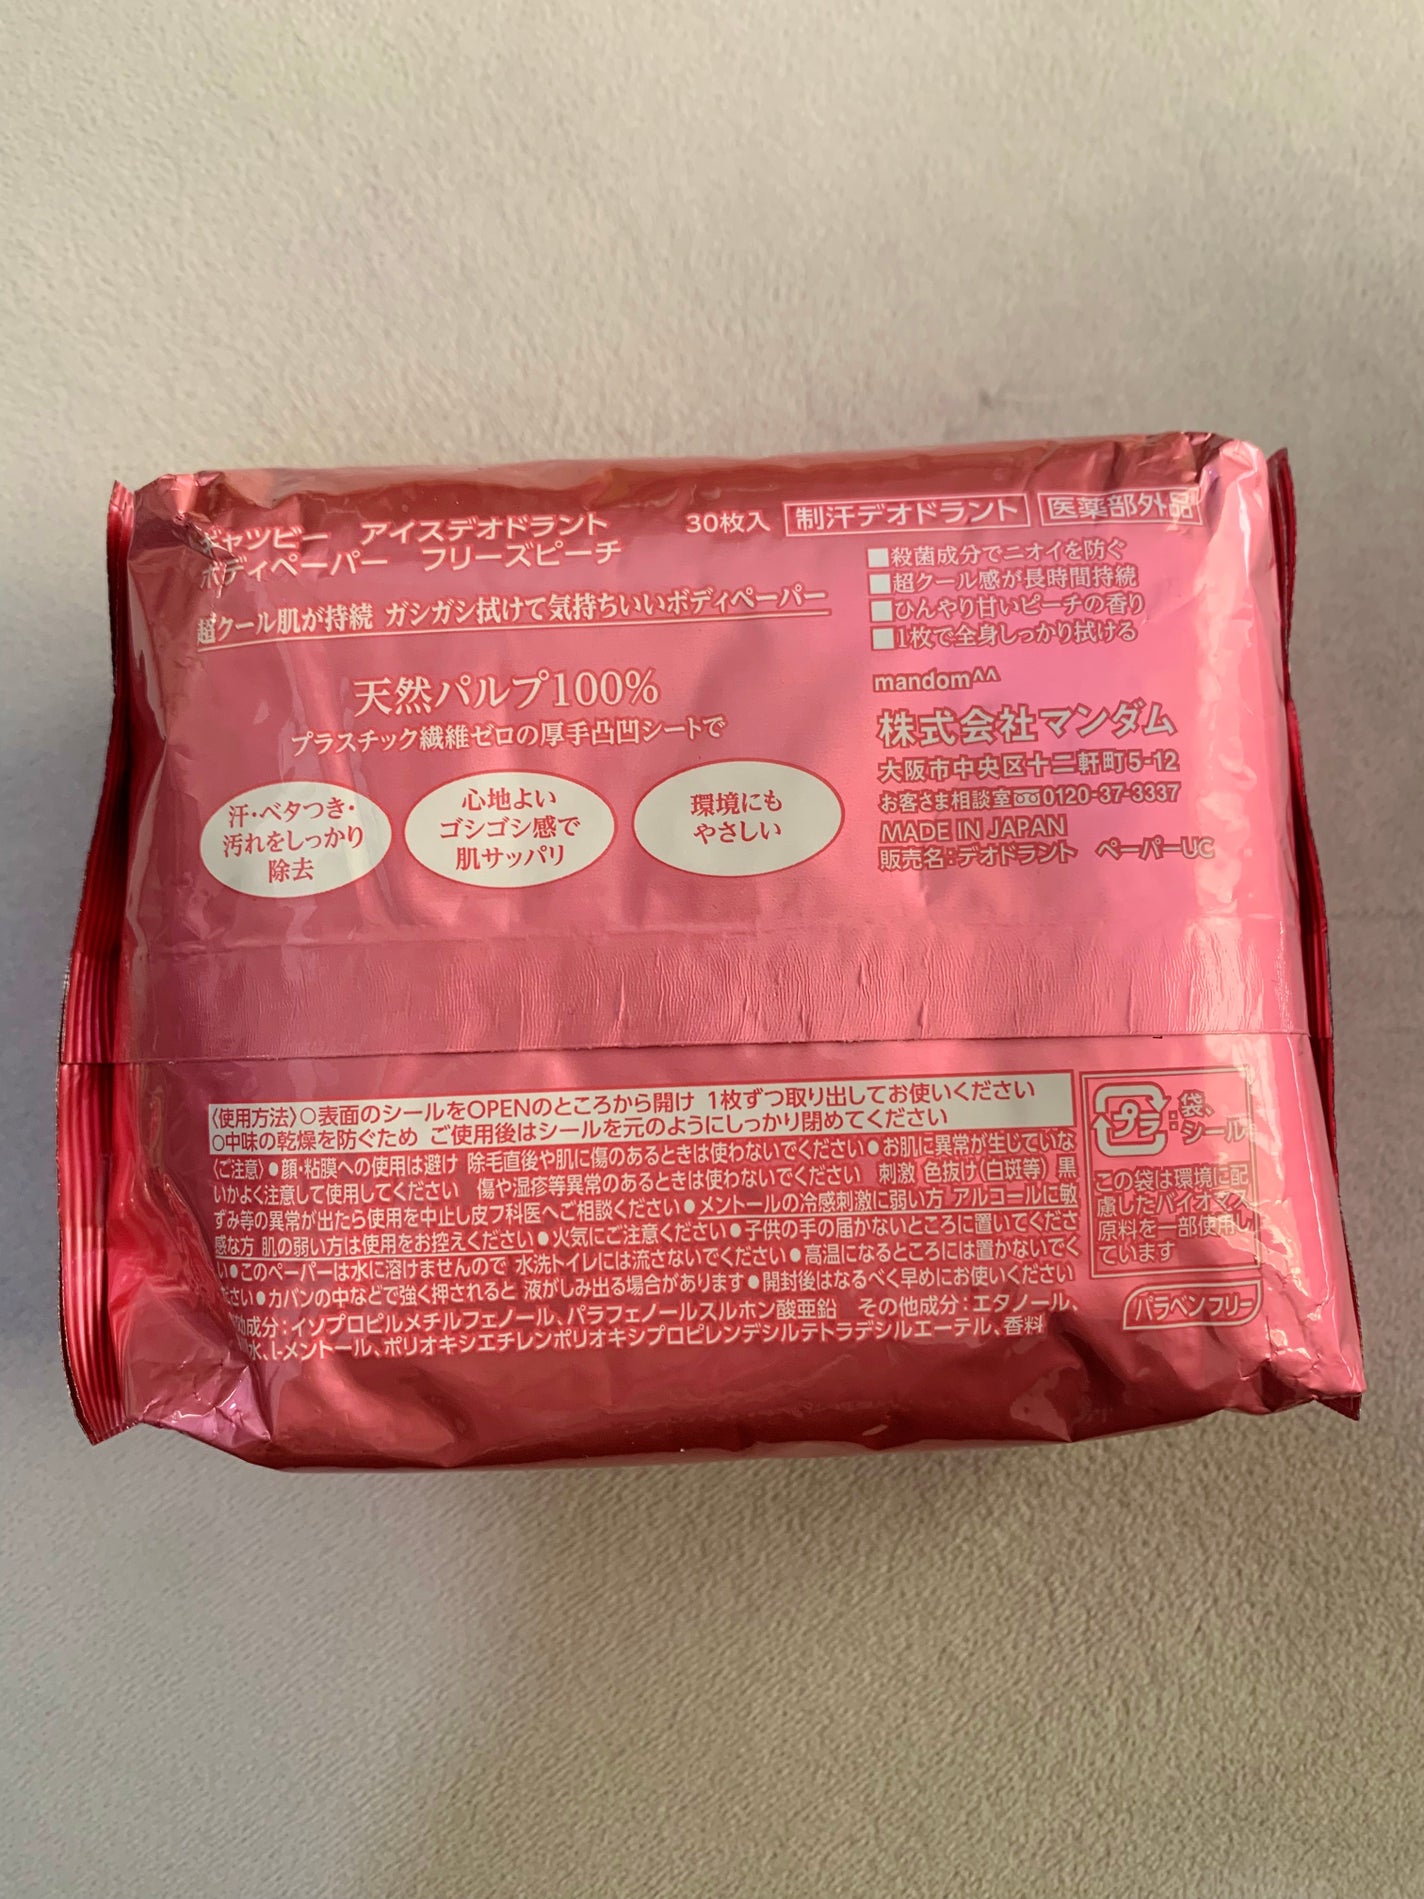 ギャツビー アイスデオドラント
ボディペーパー フリーズピーチ
30枚入 制汗デオドラント 医薬部外品
超クール肌が持続 ガシガシ拭けて気持ちいいボディペーパー
■殺菌成分でニオイを防ぐ
■超クール感が長時間持続
■ひんやり甘いピーチの香り
■1枚で全身しっかり拭ける
天然パルプ100%
プラスチック繊維ゼロの厚手凸凹シートで
汗・ベタつき・
汚れをしっかり
除去
心地よい
ゴシゴシ感で
肌サッパリ
環境にも
やさしい
mandom^^
株式会社マンダム
大阪市中央区十二軒町5-12
お客さま相談室 0120-37-3337
MADE IN JAPAN
販売名:デオドラント ペーパーUC
〈使用方法〉○表面のシールをOPENのところから開け 1枚ずつ取り出してお使いください
○中味の乾燥を防ぐため ご使用後はシールを元のようにしっかり閉めてください
〈ご注意〉●顔・粘膜への使用は避け 除毛直後や肌に傷のあるときは使わないでください●お肌に異常が生じていな
いかよく注意して使用してください 傷や湿疹等異常のあるときは使わないでください 刺激 色抜け(白斑等) 黒
ずみ等の異常が出たら使用を中止し皮フ科医へご相談ください●メントールの冷感刺激に弱い方 アルコールに敏
感な方 肌の弱い方は使用をお控えください●火気にご注意ください●子供の手の届かないところに置いてくださ
い●このペーパーは水に溶けませんので 水洗トイレには流さないでください●高温になるところには置かないでく
ださい●カバンの中などで強く押されると 液がしみ出る場合があります●開封後はなるべく早めにお使いください
成分:イソプロピルメチルフェノール、パラフェノールスルホン酸亜鉛 その他成分:エタノール、
水、l-メントール、ポリオキシエチレンポリオキシプロピレンデシルテトラデシルエーテル、香料
プラ :袋、
シール
この袋は環境に配
慮したバイオマス
原料を一部使用し
ています
パラベンフリー